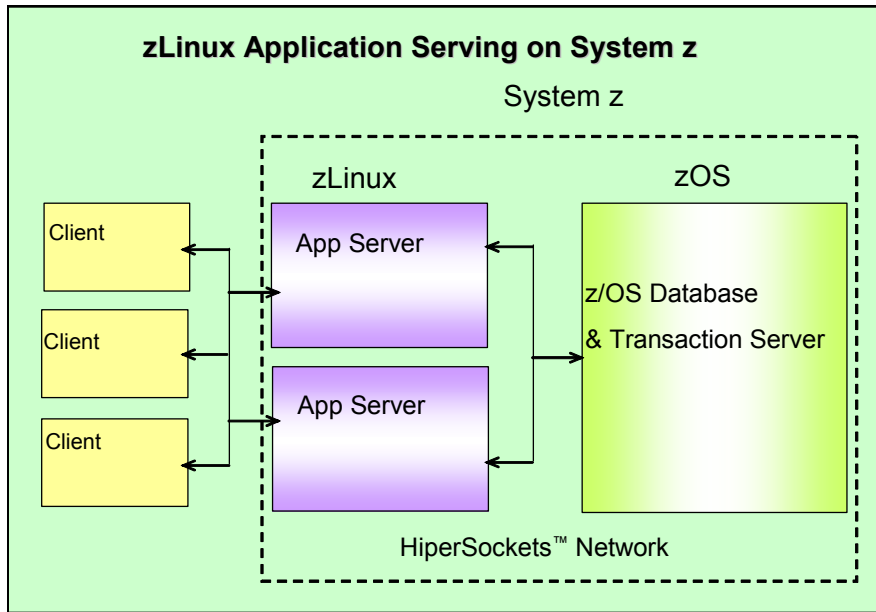 zLinux Application Serving on System z
System z
zLinux
zOS
Client
Client
Client
App Server
App Server
z/OS Database
& Transaction Server
HiperSockets™ Network